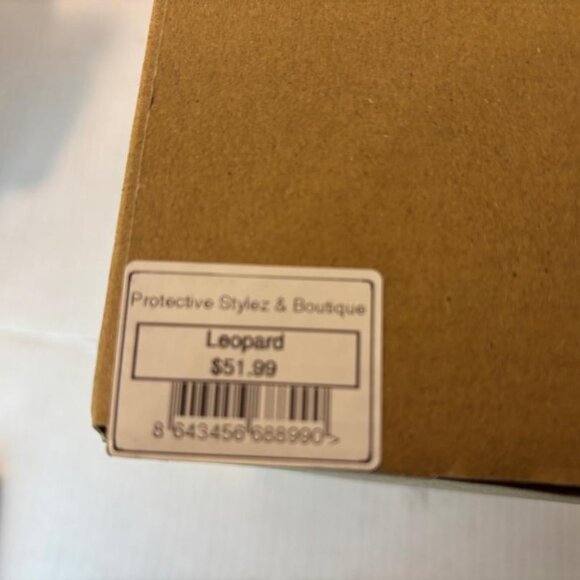 Protective Stylez & Boutique
Leopard
$51.99
8 643456 688990 >